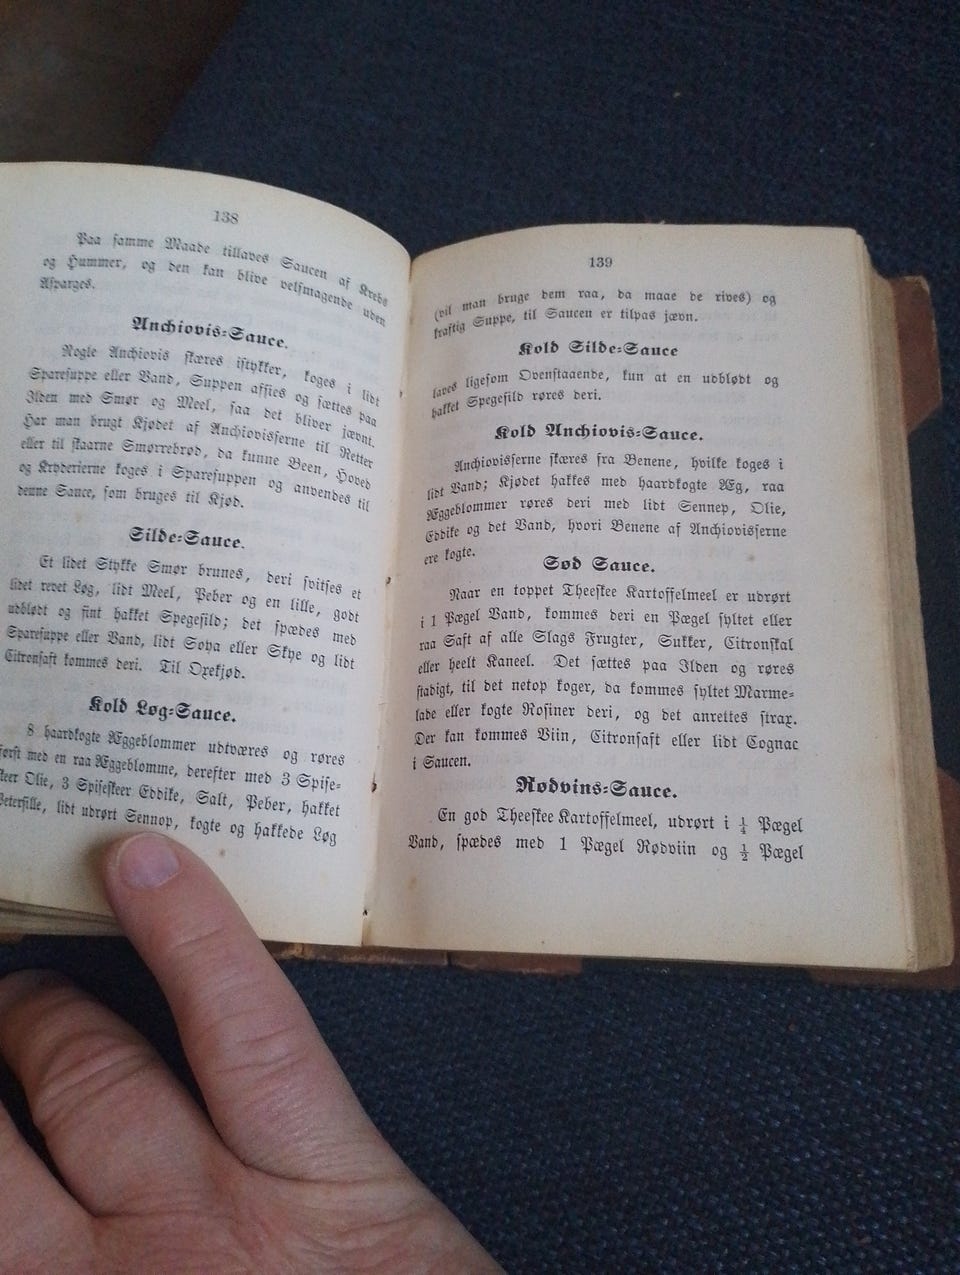 138
Paa samme Maade tillaves Saucen af Krebs
og Hummer, og den kan blive velsmagende uden
Asparges.
Anchiovis-Sauce.
Nogle Anchiovis skæres istykker, koges i lidt
Sparesuppe eller Vand, Suppen affies og sættes paa
Ilden med Smør og Meel, saa det bliver jævnt.
Har man brugt Kjødet af Anchiovisserne til Retter
eller til skaarne Smørrebrød, da kunne Been, Hoved
og Kryderierne koges i Sparesuppen og anvendes til
denne Sauce, som bruges til Kjød.
Silde-Sauce.
Et lidet Stykke Smør brunes, deri svitses et
lidet revet Løg, lidt Meel, Peber og en lille, godt
udblødt og fint hakket Spegesild; det spædes med
Sparesuppe eller Vand, lidt Soya eller Skye og lidt
Citronsaft kommes deri. Til Oxekjød.
Kold Løg-Sauce.
8 haardkogte Æggeblommer udtværes og røres
først med en raa Æggeblomme, derefter med 3 Spise-
skeer Olie, 3 Spiseskeer Eddike, Salt, Peber, hakket
Petersille, lidt udrørt Sennop, kogte og hakkede Løg
139
(vil man bruge dem raa, da maae de rives) og
kraftig Suppe, til Saucen er tilpas jævn.
Kold Silde-Sauce
laves ligesom Ovenstaaende, kun at en udblødt og
hakket Spegesild røres deri.
Kold Anchiovis-Sauce.
Anchiovisserne skæres fra Benene, hvilke koges i
lidt Vand; Kjødet hakkes med haardkogte Æg, raa
Æggeblommer røres deri med lidt Sennep, Olie,
Eddike og det Vand, hvori Benene af Anchiovisserne
ere kogte.
Sød Sauce.
Naar en toppet Theeskee Kartoffelmeel er udrørt
i 1 Pægel Vand, kommes deri en Pægel syltet eller
raa Saft af alle Slags Frugter, Sukker, Citronskal
eller heelt Kaneel. Det sættes paa Ilden og røres
stadigt, til det netop koger, da kommes syltet Marme-
lade eller kogte Rosiner deri, og det anrettes strax.
Der kan kommes Viin, Citronsaft eller lidt Cognac
i Saucen.
Rødvins-Sauce.
En god Theeskee Kartoffelmeel, udrørt i ¼ Pægel
Vand, spædes med 1 Pægel Rødviin og ½ Pægel